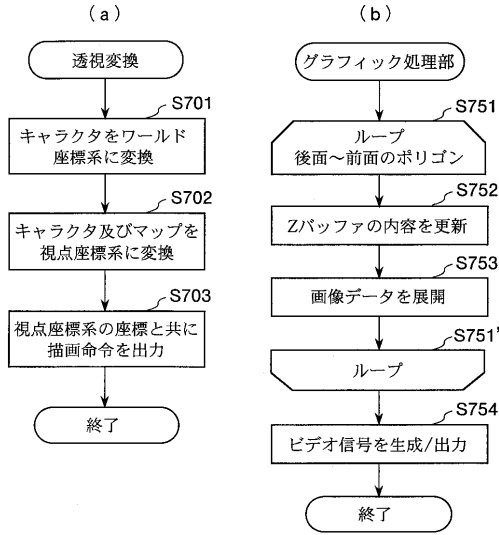 (a)
透視変換
S701
キャラクタをワールド
座標系に変換
S702
キャラクタ及びマップを
視点座標系に変換
S703
視点座標系の座標と共に
描画命令を出力
終了
(b)
グラフィック処理部
S751
ループ
後面～前面のポリゴン
S752
Zバッファの内容を更新
S753
画像データを展開
S751'
ループ
S754
ビデオ信号を生成/出力
終了